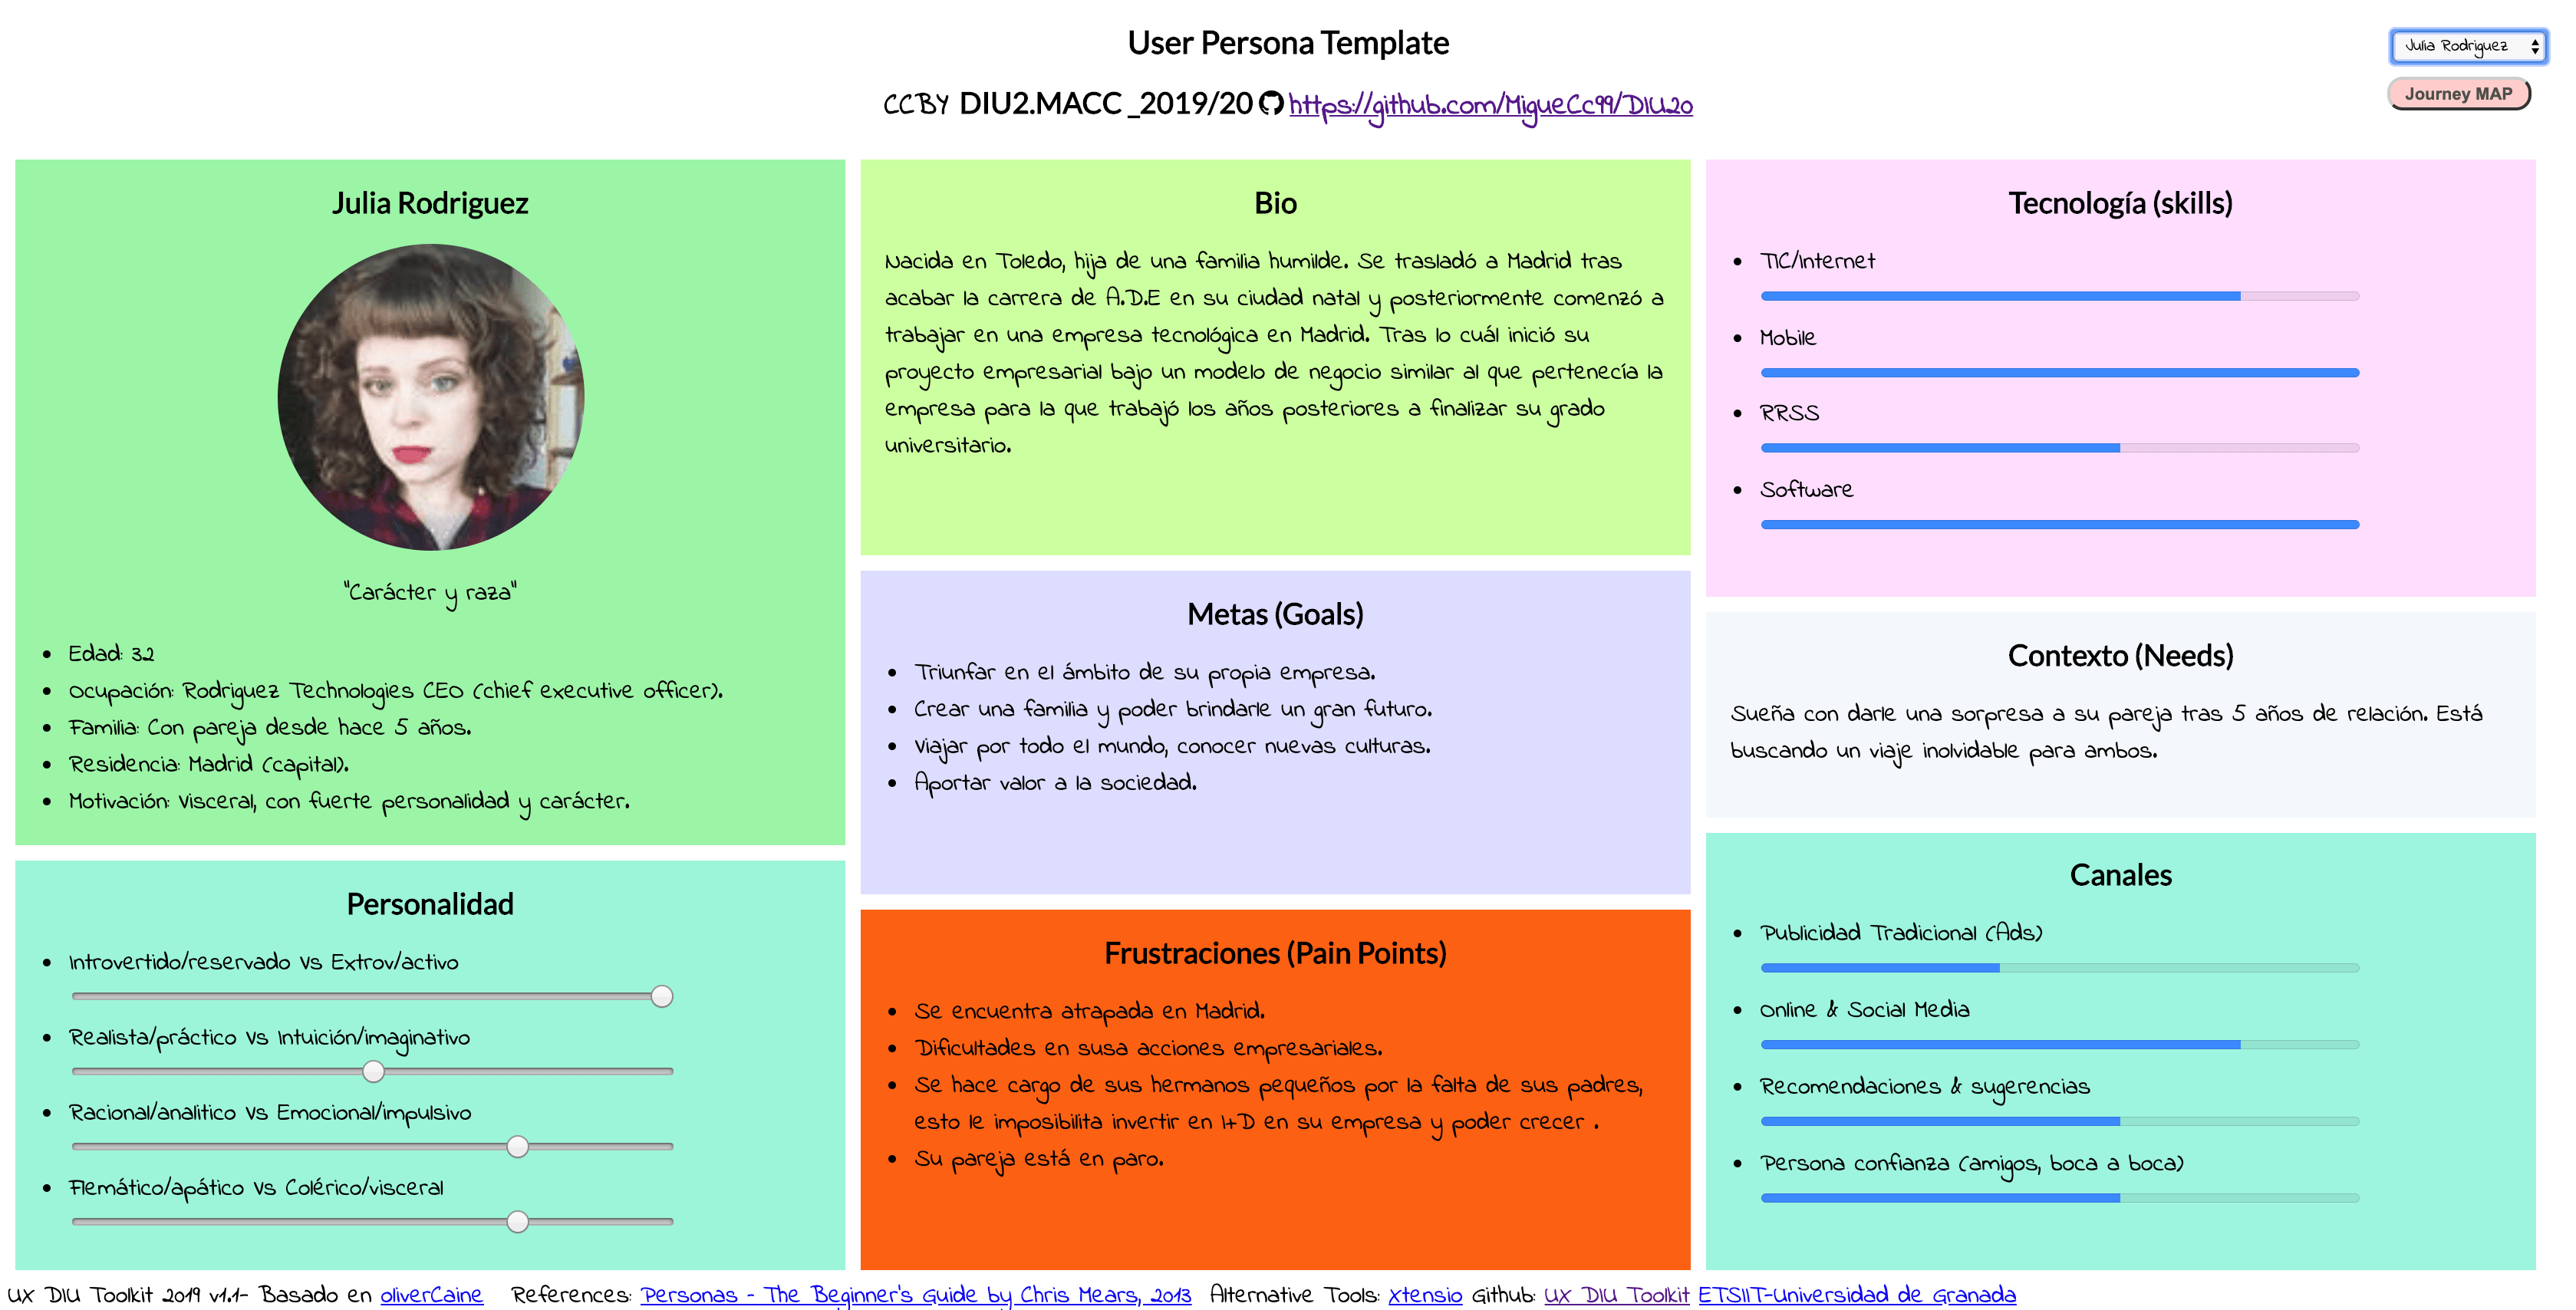 User Persona Template
Julia Rodriguez
CCBY DIU2.MACC _2019/20 https://github.com/MigueCc99/DIU20
Journey MAP
Julia Rodriguez
"Carácter y raza"
Edad: 32
Ocupación: Rodriguez Technologies CEO (chief executive officer).
Familia: Con pareja desde hace 5 años.
Residencia: Madrid (capital).
Motivación: Visceral, con fuerte personalidad y carácter.
Personalidad
Introvertido/reservado Vs Extrov/activo
Realista/práctico Vs Intuición/imaginativo
Racional/analitico Vs Emocional/impulsivo
Flemático/apático Vs Colérico/visceral
Bio
Nacida en Toledo, hija de una familia humilde. Se trasladó a Madrid tras
acabar la carrera de A.D.E en su ciudad natal y posteriormente comenzó a
trabajar en una empresa tecnológica en Madrid. Tras lo cuál inició su
proyecto empresarial bajo un modelo de negocio similar al que pertenecía la
empresa para la que trabajó los años posteriores a finalizar su grado
universitario.
Metas (Goals)
Triunfar en el ámbito de su propia empresa.
Crear una familia y poder brindarle un gran futuro.
Viajar por todo el mundo, conocer nuevas culturas.
Aportar valor a la sociedad.
Frustraciones (Pain Points)
Se encuentra atrapada en Madrid.
Dificultades en susa acciones empresariales.
Se hace cargo de sus hermanos pequeños por la falta de sus padres,
esto le imposibilita invertir en I+D en su empresa y poder crecer .
Su pareja está en paro.
Tecnología (skills)
TIC/Internet
Mobile
RRSS
Software
Contexto (Needs)
Sueña con darle una sorpresa a su pareja tras 5 años de relación. Está
buscando un viaje inolvidable para ambos.
Canales
Publicidad Tradicional (Ads)
Online & Social Media
Recomendaciones & sugerencias
Persona confianza (amigos, boca a boca)
UX DIU Toolkit 2019 v1.1- Basado en oliverCaine References: Personas - The Beginner's Guide by Chris Mears, 2013 Alternative Tools: Xtensio Github: UX DIU Toolkit ETSIIT-Universidad de Granada